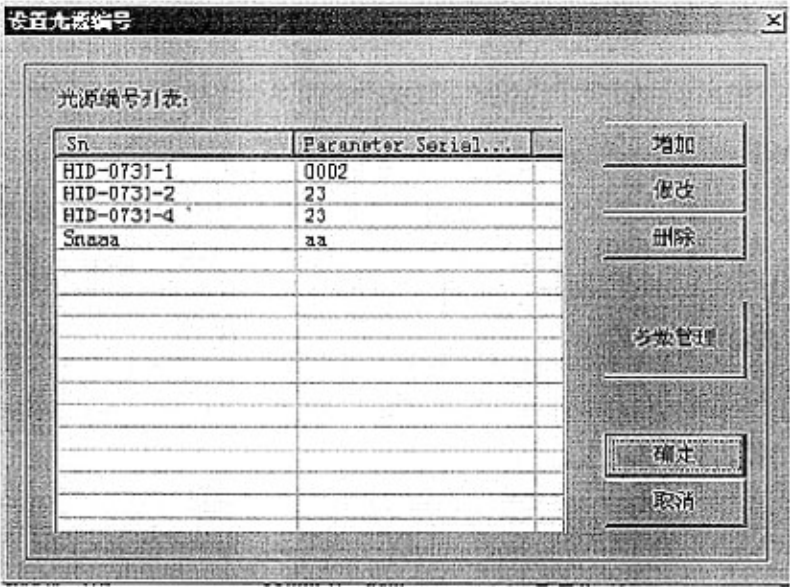 设置光源编号
光源编号列表:
Sn Parameter Serial...
HID-0731-1 0002
HID-0731-2 23
HID-0731-4 23
Snaaa aa
增加
修改
删除
参数管理
确定
取消